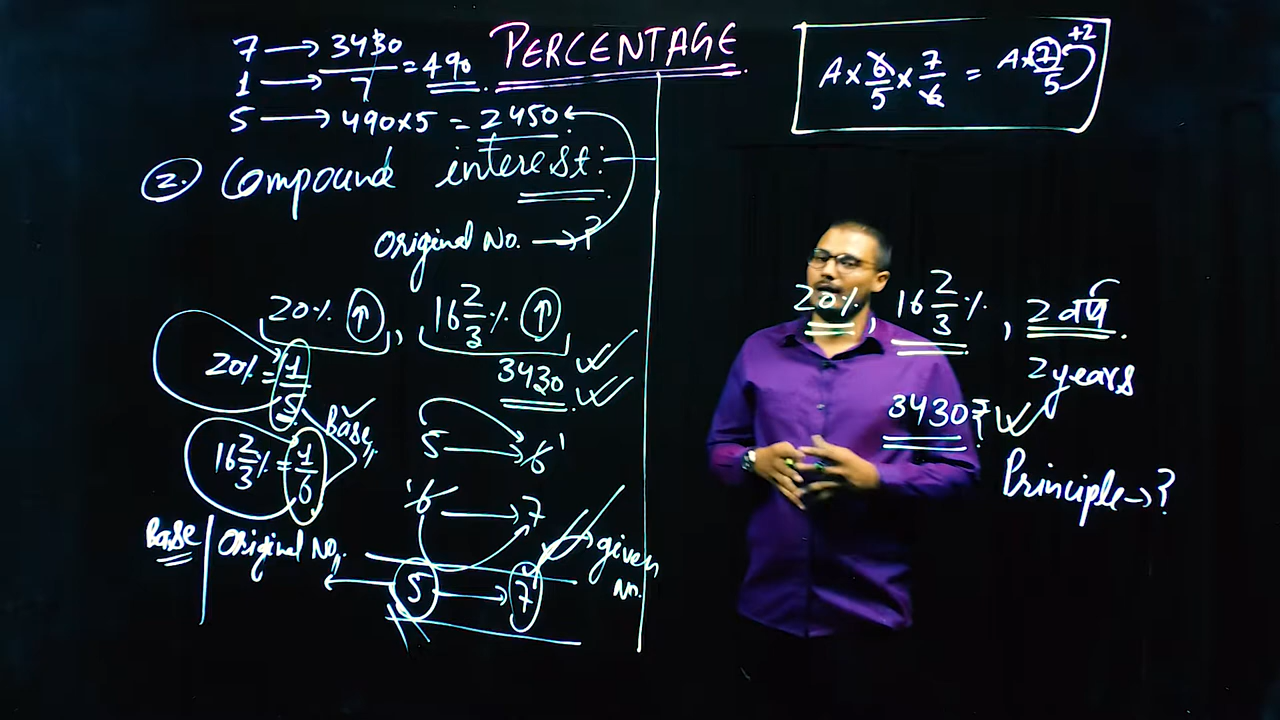 PERCENTAGE
7 → 3430
1 → 3430/7 = 490.
5 → 490×5 = 2450
2. Compound interest:
Original No. → ?
20% ↑, 16 2/3% ↑
3430
20% = 1/5
16 2/3% = 1/6
Base
5 → 6
6 → 7
Base | Original No.
5 → 7
given No.
A × 6/5 × 7/6 = A × 7/5 +2
20%, 16 2/3%, 2 वर्ष.
2 years
3430₹
Principle → ?